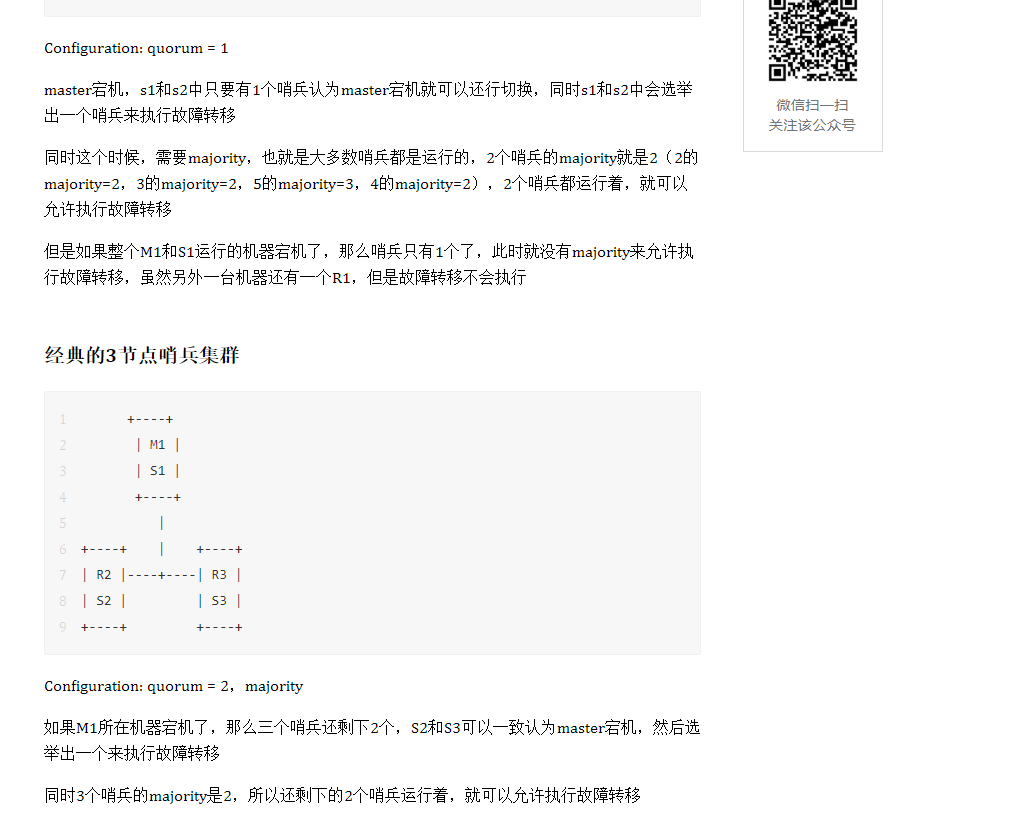 Configuration: quorum = 1
master宕机，s1和s2中只要有1个哨兵认为master宕机就可以还行切换，同时s1和s2中会选举
出一个哨兵来执行故障转移
同时这个时候，需要majority，也就是大多数哨兵都是运行的，2个哨兵的majority就是2（2的
majority=2，3的majority=2，5的majority=3，4的majority=2），2个哨兵都运行着，就可以
允许执行故障转移
但是如果整个M1和S1运行的机器宕机了，那么哨兵只有1个了，此时就没有majority来允许执
行故障转移，虽然另外一台机器还有一个R1，但是故障转移不会执行
经典的3节点哨兵集群
1       +----+
2        | M1 |
3        | S1 |
4        +----+
5           |
6 +----+    |    +----+
7 | R2 |----+----| R3 |
8 | S2 |         | S3 |
9 +----+         +----+
Configuration: quorum = 2，majority
如果M1所在机器宕机了，那么三个哨兵还剩下2个，S2和S3可以一致认为master宕机，然后选
举出一个来执行故障转移
同时3个哨兵的majority是2，所以还剩下的2个哨兵运行着，就可以允许执行故障转移
微信扫一扫
关注该公众号